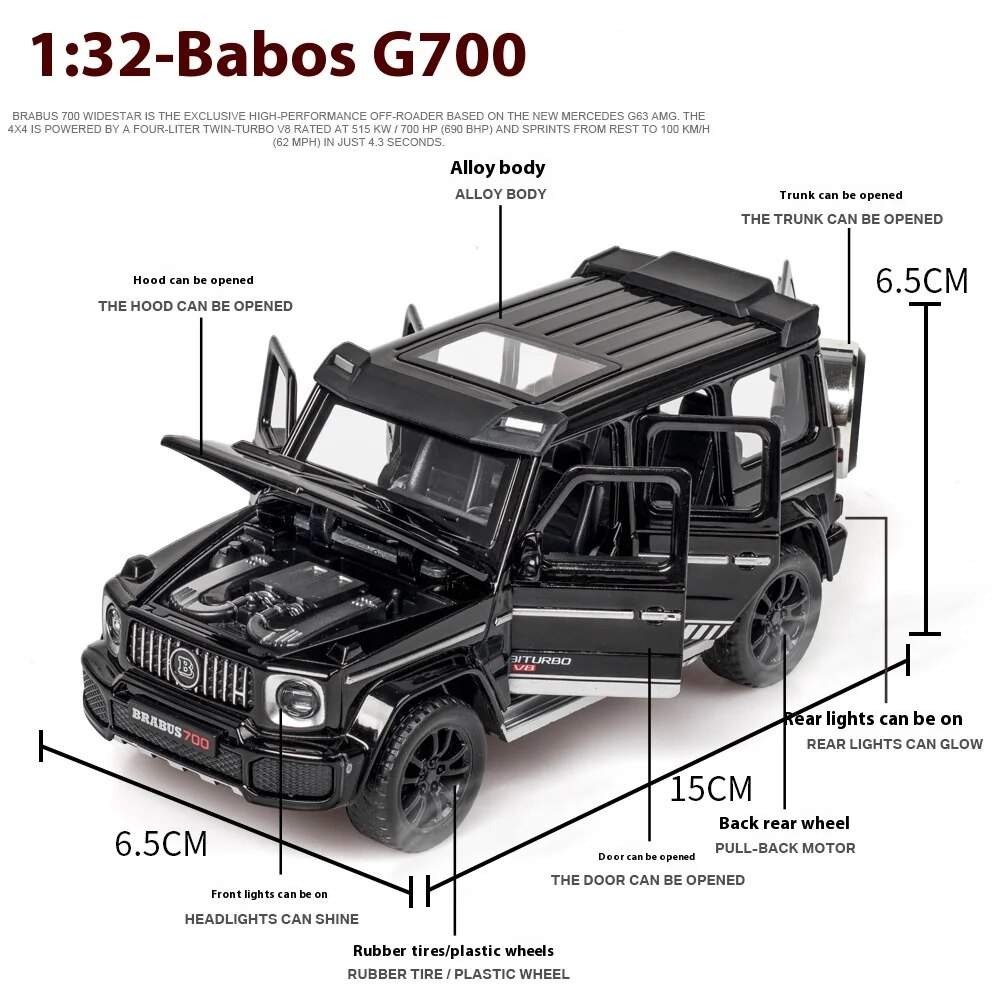 1:32-Babos G700
BRABUS 700 WIDESTAR IS THE EXCLUSIVE HIGH-PERFORMANCE OFF-ROADER BASED ON THE NEW MERCEDES G63 AMG. THE
4X4 IS POWERED BY A FOUR-LITER TWIN-TURBO V8 RATED AT 515 KW / 700 HP (690 BHP) AND SPRINTS FROM REST TO 100 KM/H
(62 MPH) IN JUST 4.3 SECONDS.
Alloy body
ALLOY BODY
Trunk can be opened
THE TRUNK CAN BE OPENED
Hood can be opened
THE HOOD CAN BE OPENED
6.5CM
BITURBO
V8
B
BRABUS 700
Rear lights can be on
REAR LIGHTS CAN GLOW
15CM
6.5CM
Back rear wheel
PULL-BACK MOTOR
Door can be opened
THE DOOR CAN BE OPENED
Front lights can be on
HEADLIGHTS CAN SHINE
Rubber tires/plastic wheels
RUBBER TIRE / PLASTIC WHEEL